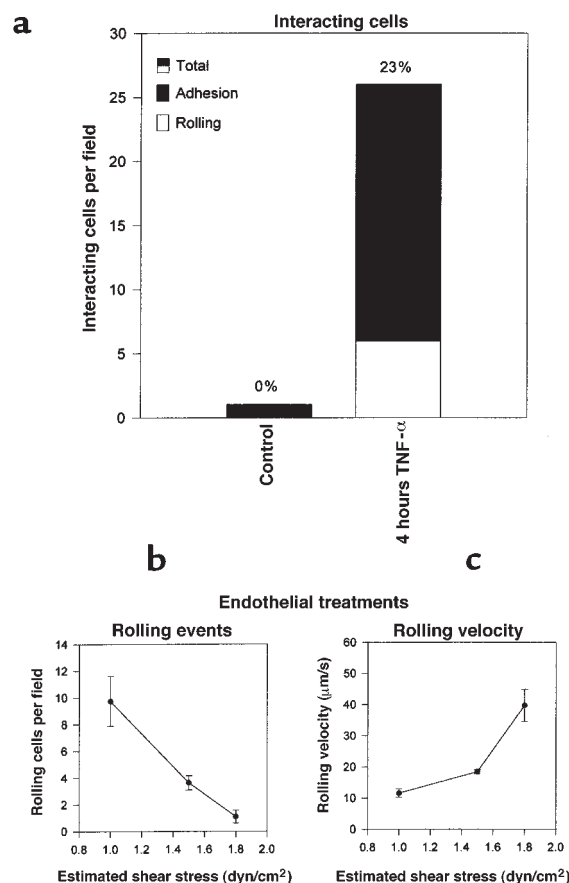 a
Interacting cells
30
25
20
15
10
5
0
Interacting cells per field
Total
Adhesion
Rolling
0%
23%
Control
4 hours TNF-α
b
c
Endothelial treatments
Rolling events
14
12
10
8
6
4
2
0
Rolling cells per field
0.8 1.0 1.2 1.4 1.6 1.8 2.0
Estimated shear stress (dyn/cm²)
Rolling velocity
60
50
40
30
20
10
0
Rolling velocity (μm/s)
0.8 1.0 1.2 1.4 1.6 1.8 2.0
Estimated shear stress (dyn/cm²)